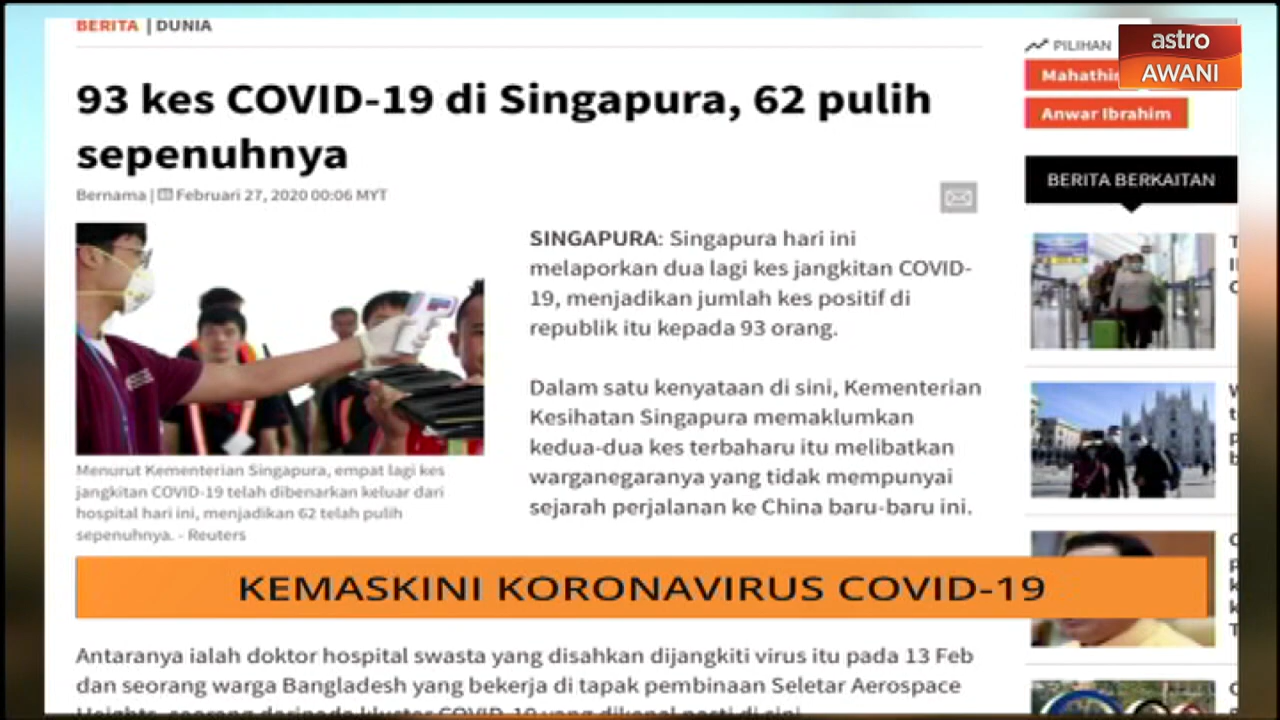 BERITA | DUNIA
PILIHAN
astro
AWANI
Anwar Ibrahim
93 kes COVID-19 di Singapura, 62 pulih
sepenuhnya
Bernama | Februari 27, 2020 00:06 MYT
BERITA BERKAITAN
SINGAPURA: Singapura hari ini
melaporkan dua lagi kes jangkitan COVID-
19, menjadikan jumlah kes positif di
republik itu kepada 93 orang.
Dalam satu kenyataan di sini, Kementerian
Kesihatan Singapura memaklumkan
kedua-dua kes terbaharu itu melibatkan
warganegaranya yang tidak mempunyai
sejarah perjalanan ke China baru-baru ini.
Menurut Kementerian Singapura, empat lagi kes
jangkitan COVID-19 telah dibenarkan keluar dari
hospital hari ini, menjadikan 62 telah pulih
sepenuhnya. - Reuters
KEMASKINI KORONAVIRUS COVID-19
Antaranya ialah doktor hospital swasta yang disahkan dijangkiti virus itu pada 13 Feb
dan seorang warga Bangladesh yang bekerja di tapak pembinaan Seletar Aerospace